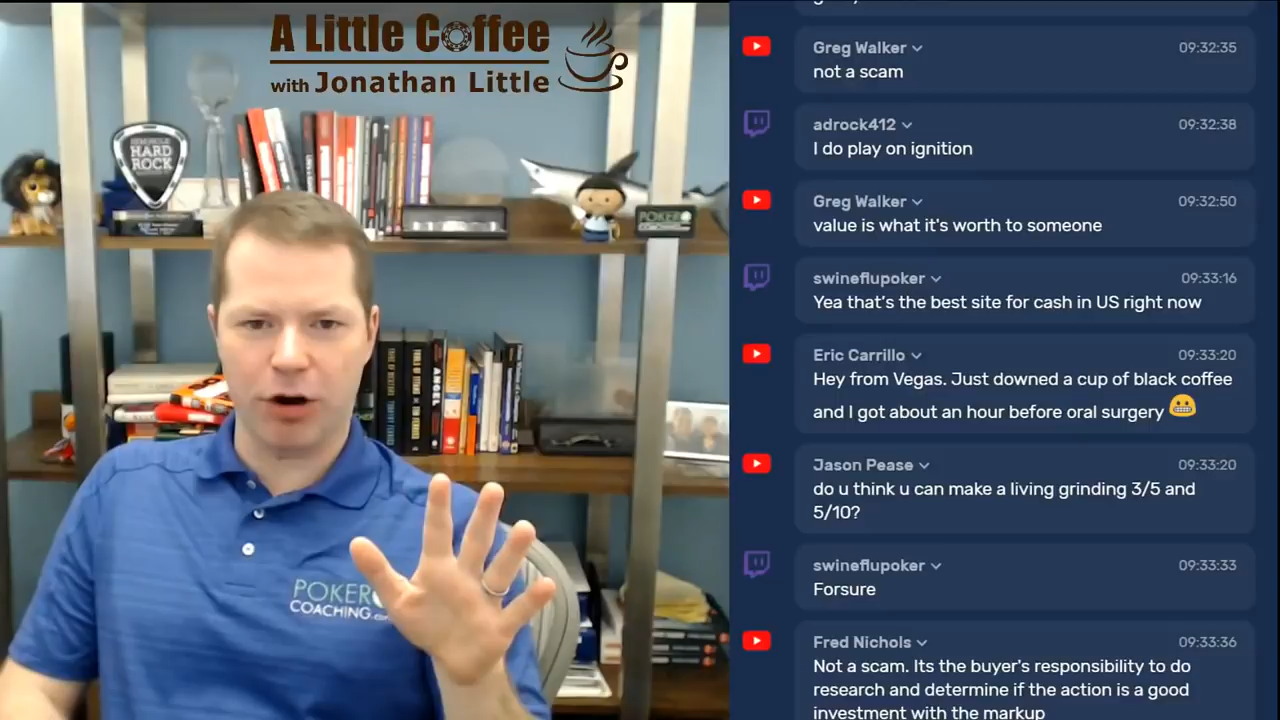 A Little Coffee
with Jonathan Little
HARD
ROCK
POKER
COACHING
ANGEL
POKER
COACHING.com
Greg Walker
09:32:35
not a scam
adrock412
09:32:38
I do play on ignition
Greg Walker
09:32:50
value is what it's worth to someone
swineflupoker
09:33:16
Yea that's the best site for cash in US right now
Eric Carrillo
09:33:20
Hey from Vegas. Just downed a cup of black coffee
and I got about an hour before oral surgery 😬
Jason Pease
09:33:20
do u think u can make a living grinding 3/5 and
5/10?
swineflupoker
09:33:33
Forsure
Fred Nichols
09:33:36
Not a scam. Its the buyer's responsibility to do
research and determine if the action is a good
investment with the markup